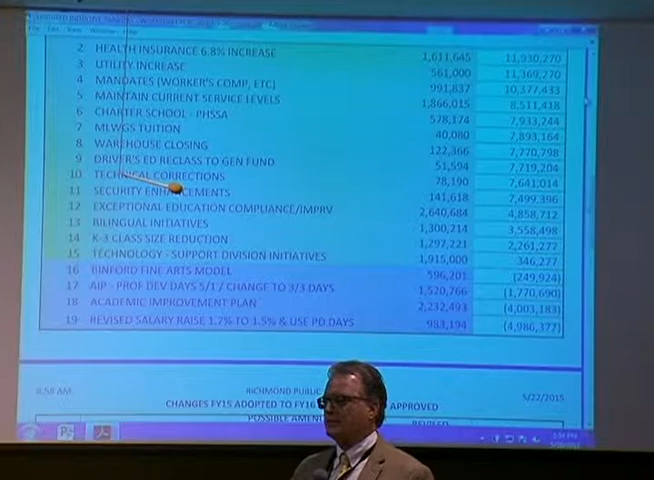 2 HEALTH INSURANCE 6.8% INCREASE 1,611,645 11,930,270
3 UTILITY INCREASE 561,000 11,369,270
4 MANDATES (WORKER'S COMP, ETC) 991,837 10,377,433
5 MAINTAIN CURRENT SERVICE LEVELS 1,866,015 8,511,418
6 CHARTER SCHOOL - PHSSA 578,174 7,933,244
7 MLWGS TUITION 40,080 7,893,164
8 WAREHOUSE CLOSING 122,366 7,770,798
9 DRIVER'S ED RECLASS TO GEN FUND 51,594 7,719,204
10 TECHNICAL CORRECTIONS 78,190 7,641,014
11 SECURITY ENHANCEMENTS 141,618 7,499,396
12 EXCEPTIONAL EDUCATION COMPLIANCE/IMPRV 2,640,684 4,858,712
13 BILINGUAL INITIATIVES 1,300,214 3,558,498
14 K-3 CLASS SIZE REDUCTION 1,297,221 2,261,277
15 TECHNOLOGY - SUPPORT DIVISION INITIATIVES 1,915,000 346,277
16 BINFORD FINE ARTS MODEL 596,201 (249,924)
17 AIP - PROF DEV DAYS 5/1 / CHANGE TO 3/3 DAYS 1,520,766 (1,770,690)
18 ACADEMIC IMPROVEMENT PLAN 2,232,493 (4,003,183)
19 REVISED SALARY RAISE 1.7% TO 1.5% & USE PD DAYS 983,194 (4,986,377)
8:58 AM RICHMOND PUBLIC 5/22/2015
CHANGES FY15 ADOPTED TO FY16 APPROVED
POSSIBLE REVISED